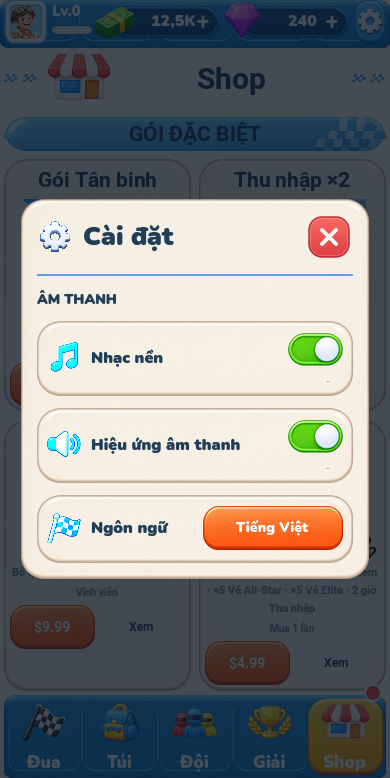 Lv.0
12,5K+
240 +
Shop
GÓI ĐẶC BIỆT
Gói Tân binh
Thu nhập ×2
Cài đặt
ÂM THANH
Nhạc nền
Hiệu ứng âm thanh
Ngôn ngữ
Tiếng Việt
· ×5 Vé All-Star · ×5 Vé Elite · 2 giờ
Vĩnh viễn
Thu nhập
Mua 1 lần
$9.99
Xem
$4.99
Xem
Đua
Túi
Đội
Giải
Shop